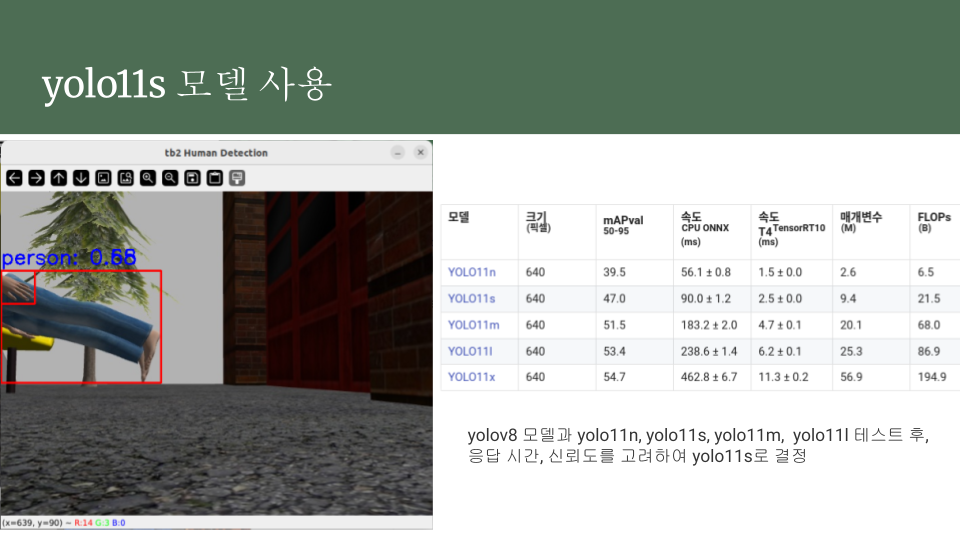 yolo11s 모델 사용
tb2 Human Detection
person: 0.
(x=639, y=90) ~ R:14 G:3 B:0
모델 크기 (픽셀) mAPval 50-95 속도 CPU ONNX (ms) 속도 T4TensorRT10 (ms) 매개변수 (M) FLOPs (B)
YOLO11n 640 39.5 56.1 ± 0.8 1.5 ± 0.0 2.6 6.5
YOLO11s 640 47.0 90.0 ± 1.2 2.5 ± 0.0 9.4 21.5
YOLO11m 640 51.5 183.2 ± 2.0 4.7 ± 0.1 20.1 68.0
YOLO11l 640 53.4 238.6 ± 1.4 6.2 ± 0.1 25.3 86.9
YOLO11x 640 54.7 462.8 ± 6.7 11.3 ± 0.2 56.9 194.9
yolov8 모델과 yolo11n, yolo11s, yolo11m, yolo11l 테스트 후,
응답 시간, 신뢰도를 고려하여 yolo11s로 결정